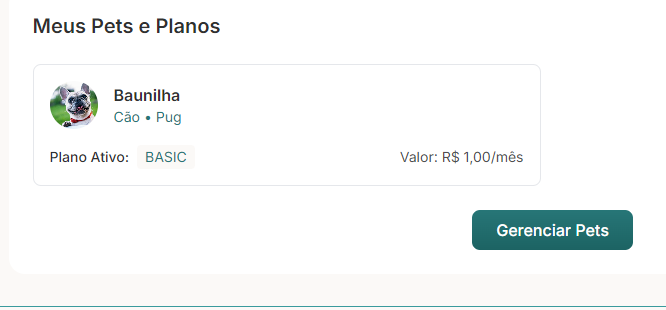 Meus Pets e Planos
Baunilha
Cão • Pug
Plano Ativo: BASIC
Valor: R$ 1,00/mês
Gerenciar Pets